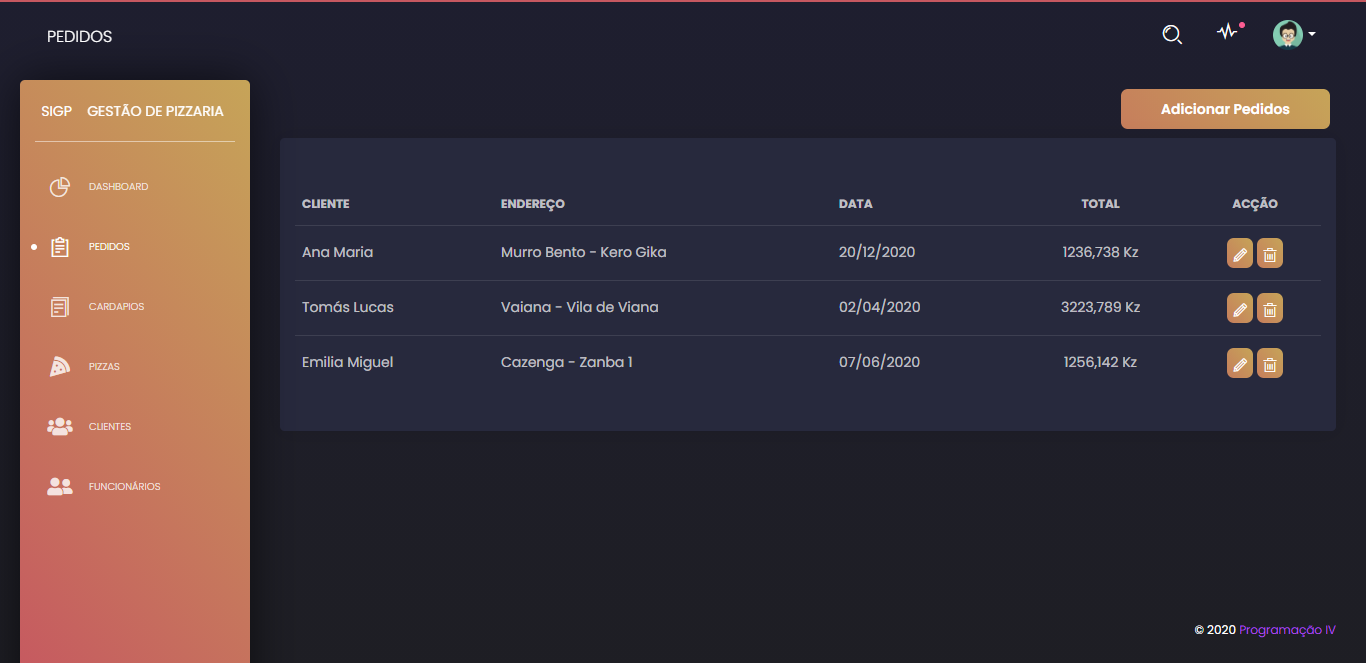 PEDIDOS
SIGP GESTÃO DE PIZZARIA
DASHBOARD
PEDIDOS
CARDAPIOS
PIZZAS
CLIENTES
FUNCIONÁRIOS
Adicionar Pedidos
CLIENTE ENDEREÇO DATA TOTAL ACÇÃO
Ana Maria Murro Bento - Kero Gika 20/12/2020 1236,738 Kz
Tomás Lucas Vaiana - Vila de Viana 02/04/2020 3223,789 Kz
Emilia Miguel Cazenga - Zanba 1 07/06/2020 1256,142 Kz
© 2020 Programação IV